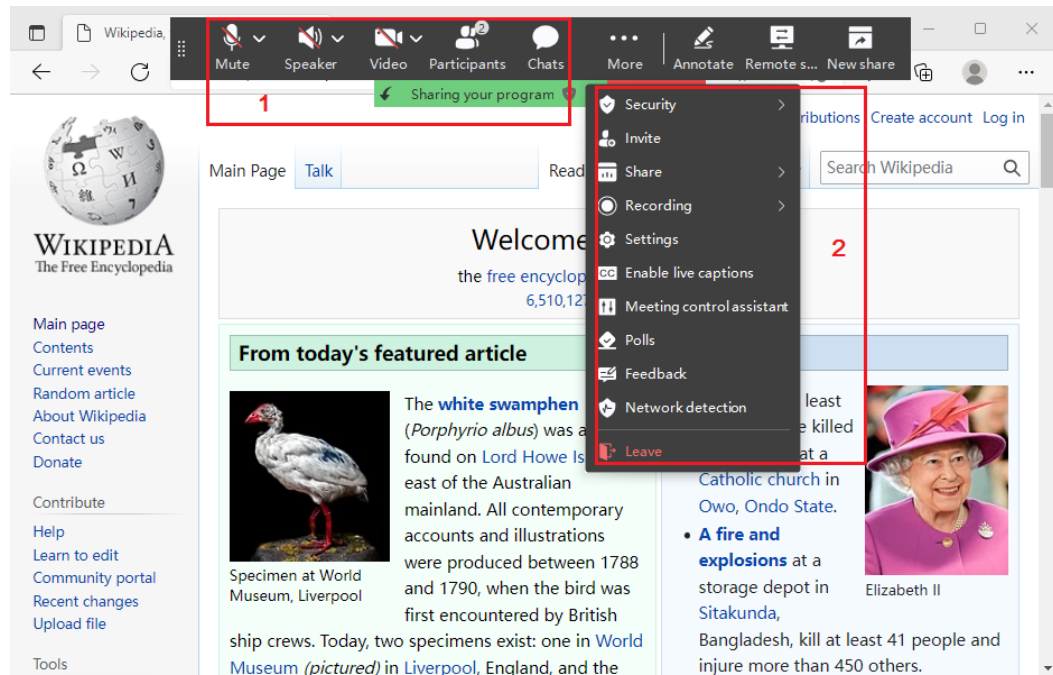 Wikipedia,
2
Mute
Speaker
Video
Participants
Chats
More
Annotate
Remote s...
New share
Sharing your program
1
ributions Create account Log in
Main Page
Talk
Read
Search Wikipedia
Security
Invite
Share
Recording
Settings
CC Enable live captions
Meeting control assistant
Polls
Feedback
Network detection
Leave
2
Ω
W
И
7
WIKIPEDIA
The Free Encyclopedia
Main page
Contents
Current events
Random article
About Wikipedia
Contact us
Donate
Contribute
Help
Learn to edit
Community portal
Recent changes
Upload file
Tools
Welcome
the free encyclop
6,510,127
From today's featured article
The white swamphen
(Porphyrio albus) was a
found on Lord Howe Is
east of the Australian
mainland. All contemporary
accounts and illustrations
were produced between 1788
and 1790, when the bird was
first encountered by British
ship crews. Today, two specimens exist: one in World
Museum (pictured) in Liverpool, England, and the
Specimen at World
Museum, Liverpool
least
e killed
at a
Catholic church in
Owo, Ondo State.
• A fire and
explosions at a
storage depot in
Sitakunda,
Bangladesh, kill at least 41 people and
injure more than 450 others.
Elizabeth II